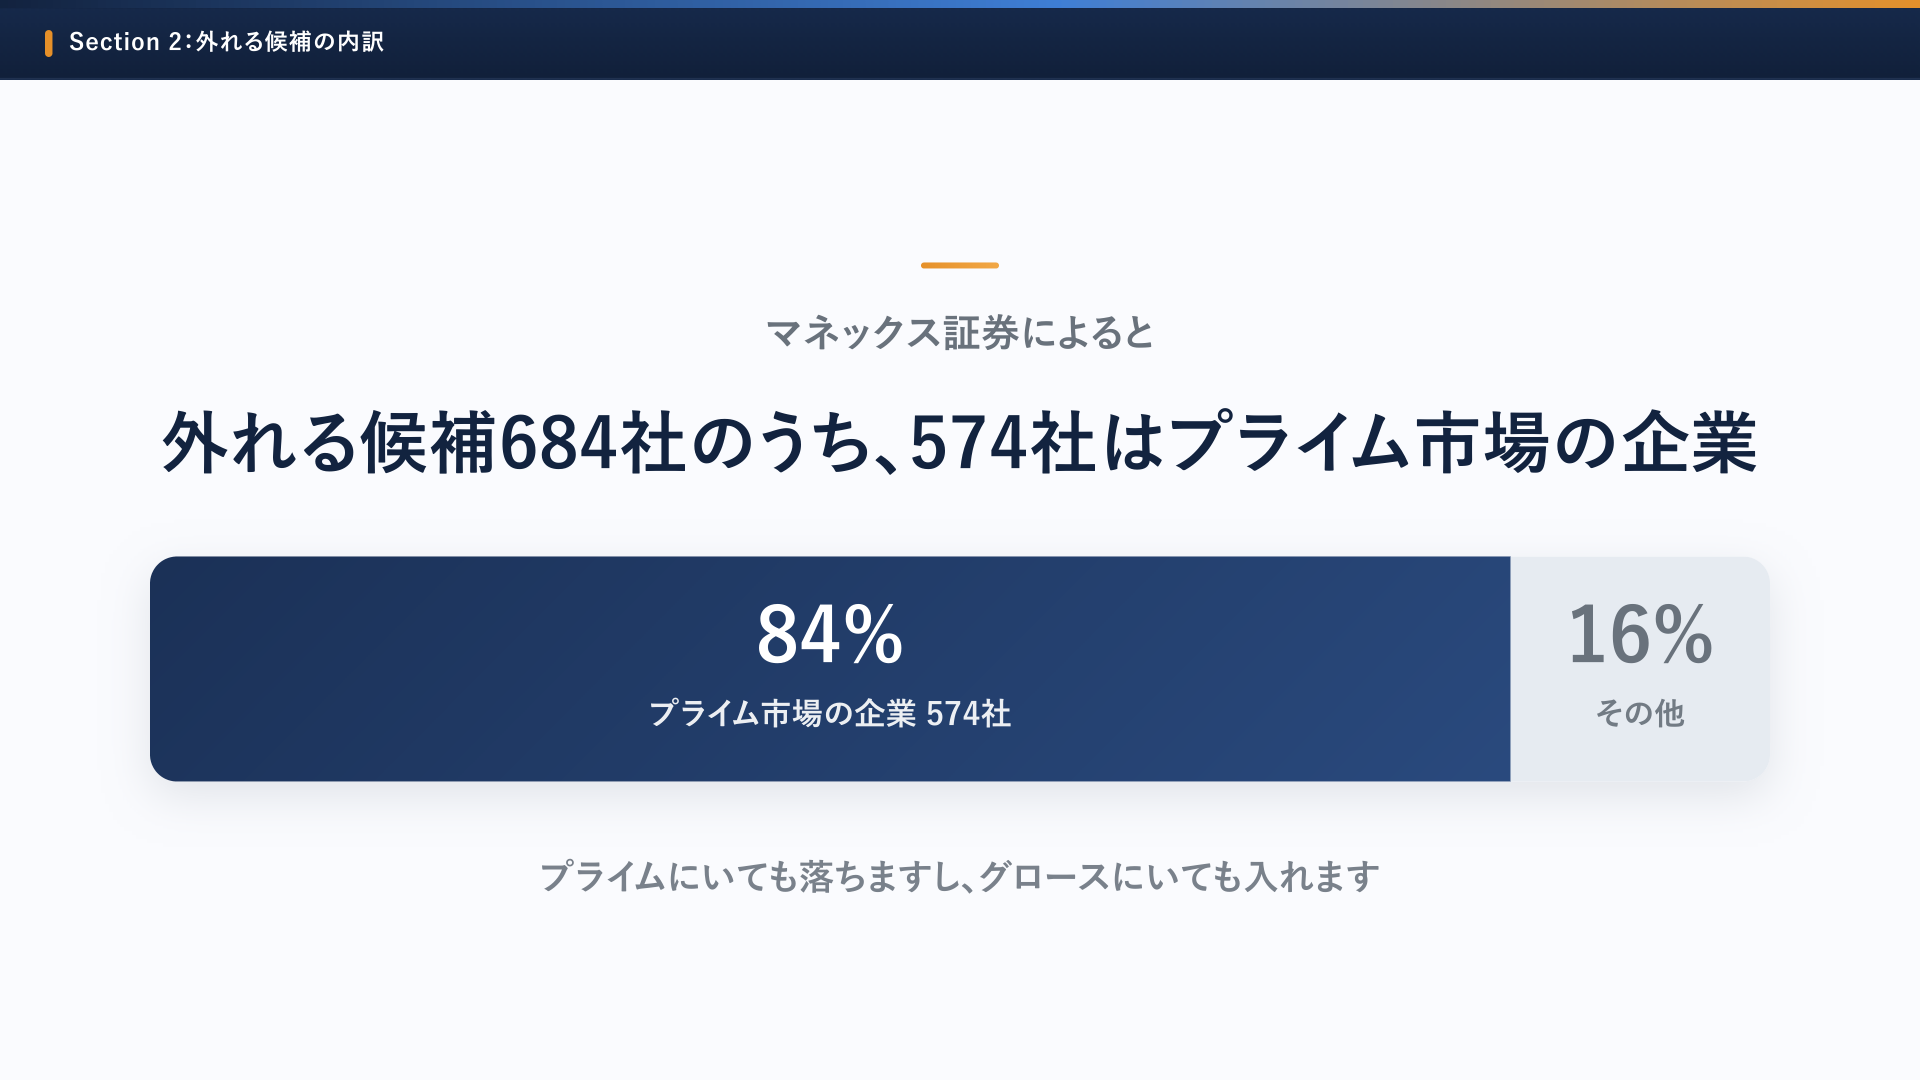 Section 2：外れる候補の内訳
マネックス証券によると
外れる候補684社のうち、574社はプライム市場の企業
84%
プライム市場の企業 574社
16%
その他
プライムにいても落ちますし、グロースにいても入れます